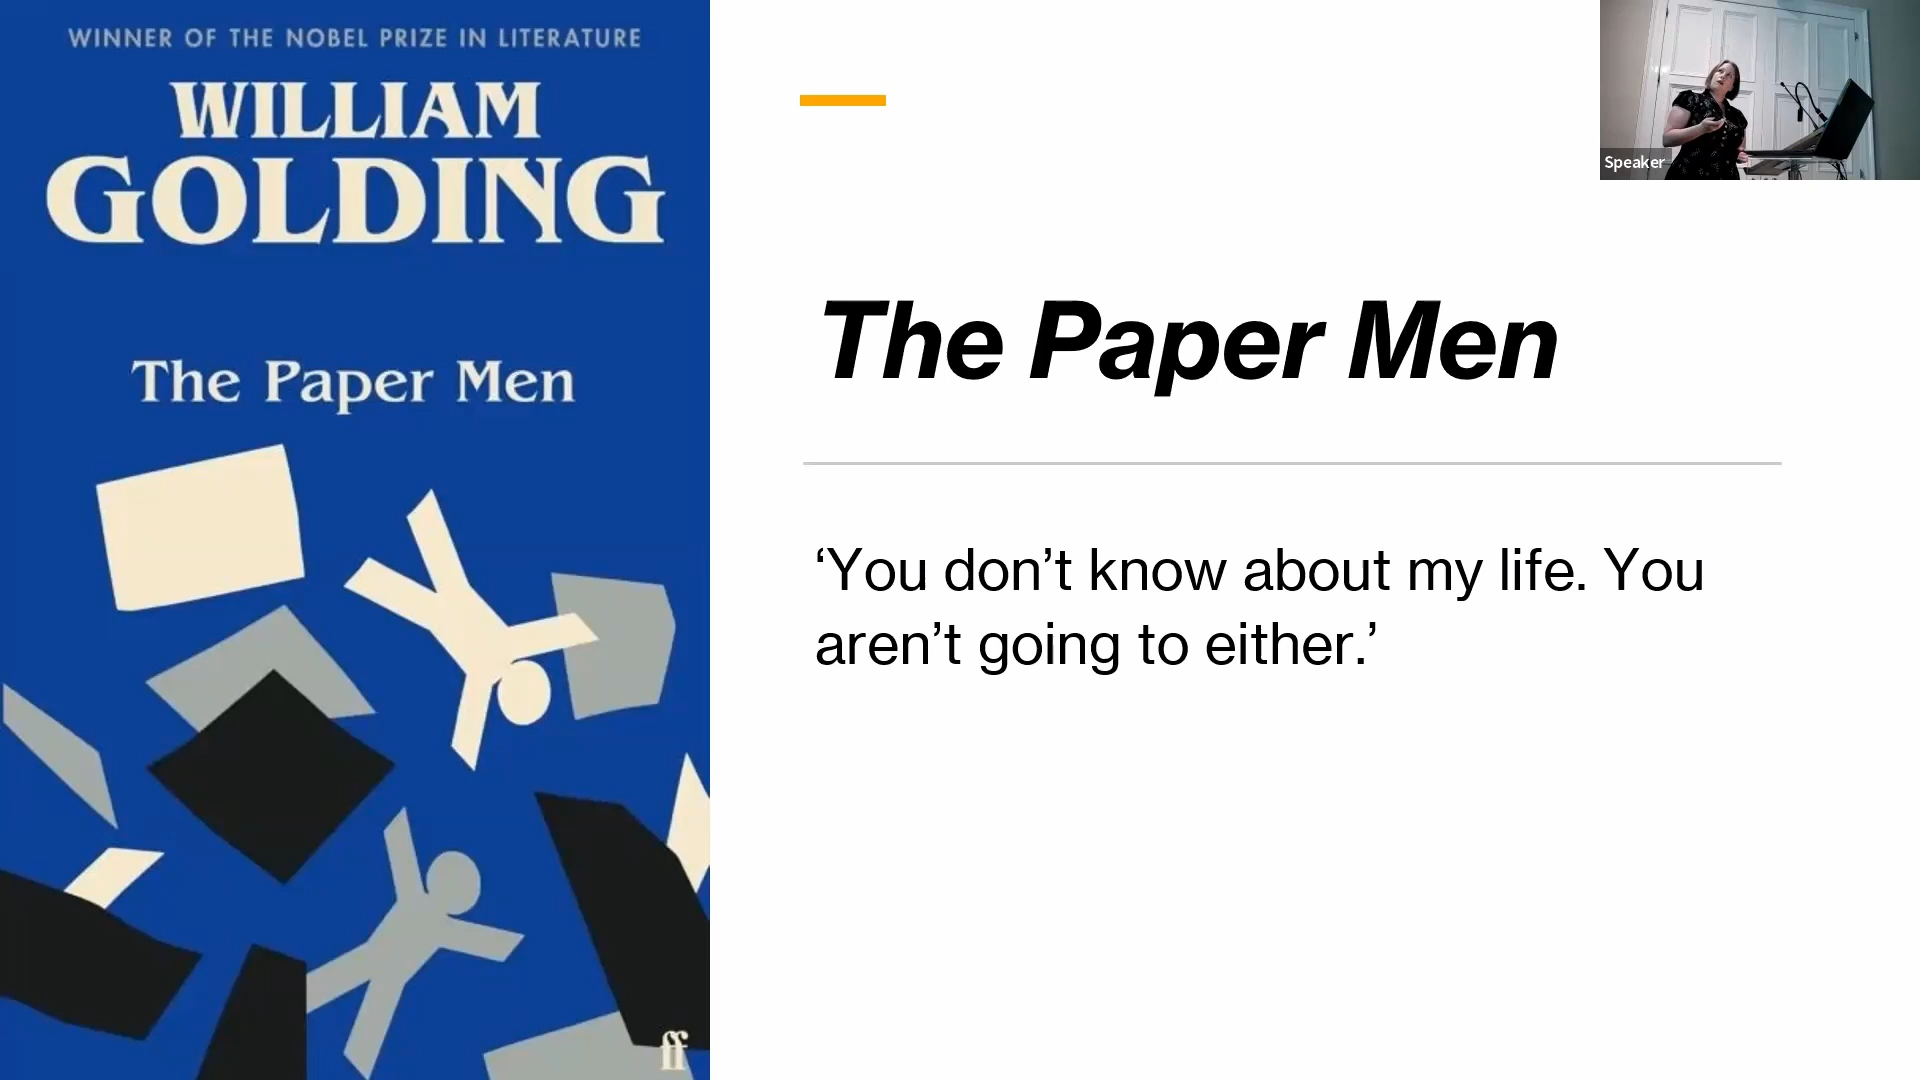 WINNER OF THE NOBEL PRIZE IN LITERATURE
WILLIAM
GOLDING
The Paper Men
ff
The Paper Men
‘You don’t know about my life. You
aren’t going to either.’
Speaker